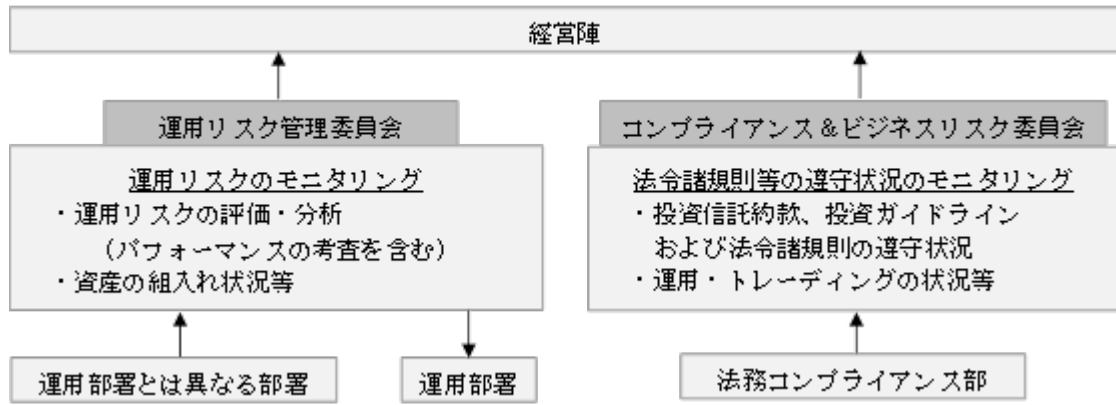 経営陣
運用リスク管理委員会
運用リスクのモニタリング
・運用リスクの評価・分析
（パフォーマンスの考査を含む）
・資産の組入れ状況等
運用部署とは異なる部署
運用部署
コンプライアンス＆ビジネスリスク委員会
法令諸規則等の遵守状況のモニタリング
・投資信託約款、投資ガイドライン
および法令諸規則の遵守状況
・運用・トレーディングの状況等
法務コンプライアンス部